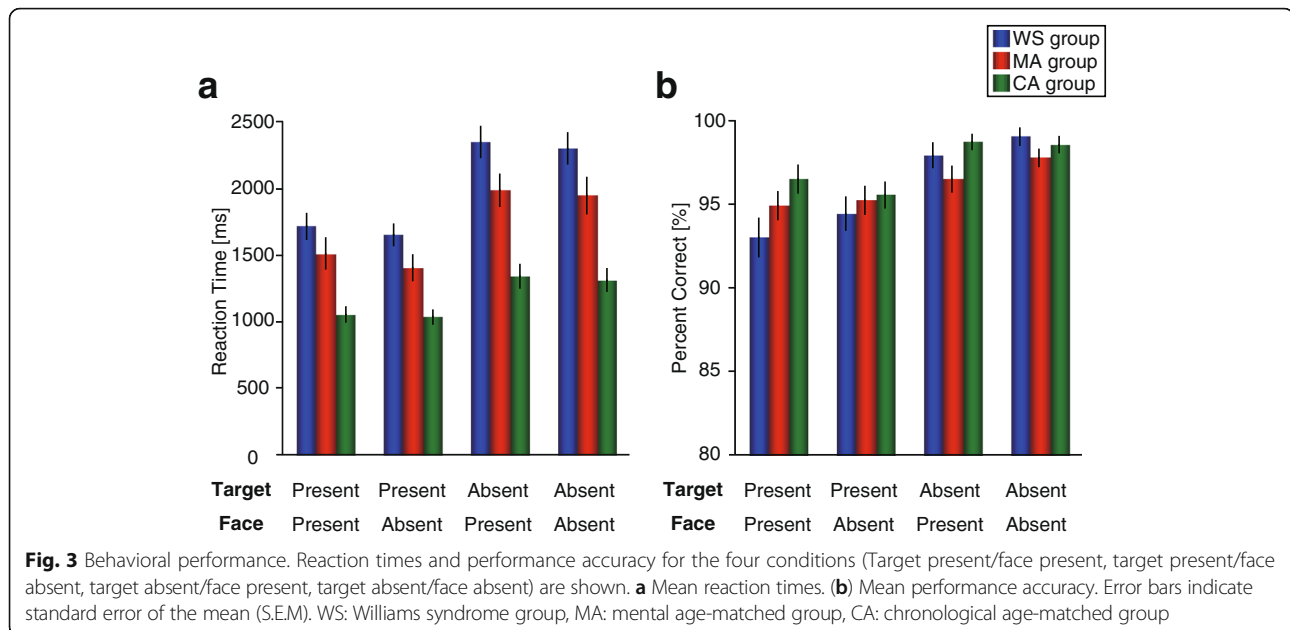 WS group
MA group
CA group
a
b
2500
2000
1500
1000
500
0
Reaction Time [ms]
100
95
90
85
80
Percent Correct [%]
Target Present Present Absent Absent
Face Present Absent Present Absent
Target Present Present Absent Absent
Face Present Absent Present Absent
Fig. 3 Behavioral performance. Reaction times and performance accuracy for the four conditions (Target present/face present, target present/face
absent, target absent/face present, target absent/face absent) are shown. a Mean reaction times. (b) Mean performance accuracy. Error bars indicate
standard error of the mean (S.E.M). WS: Williams syndrome group, MA: mental age-matched group, CA: chronological age-matched group